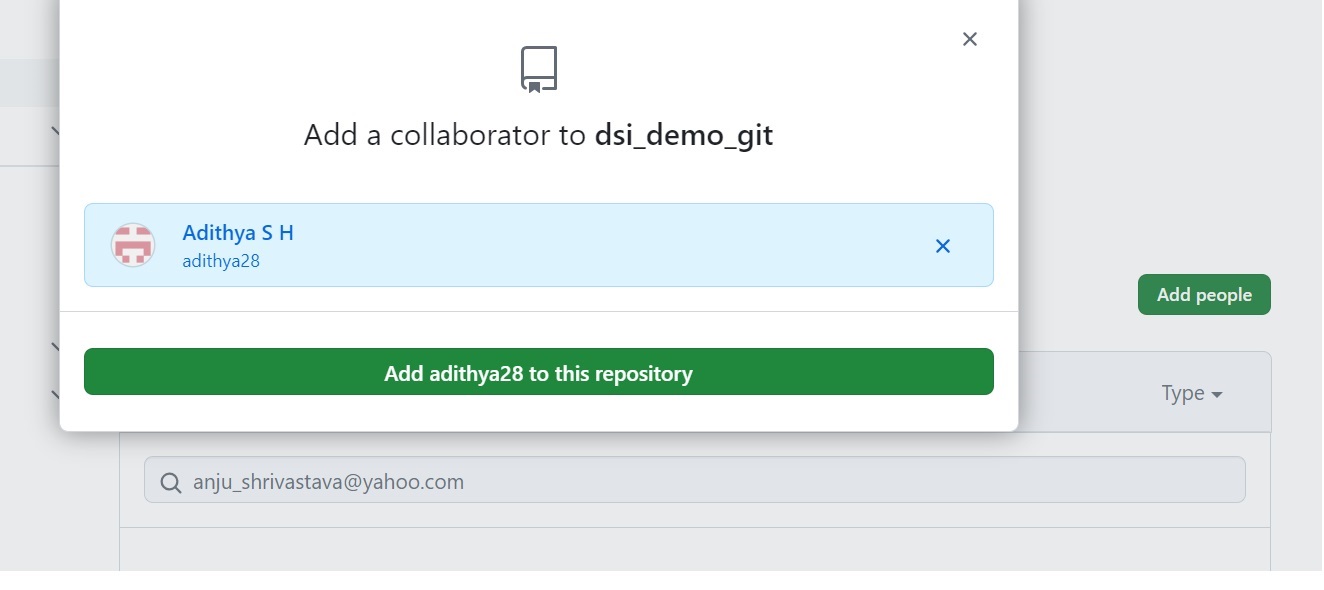 Add a collaborator to dsi_demo_git
Adithya S H
adithya28
Add people
Add adithya28 to this repository
Type
anju_shrivastava@yahoo.com